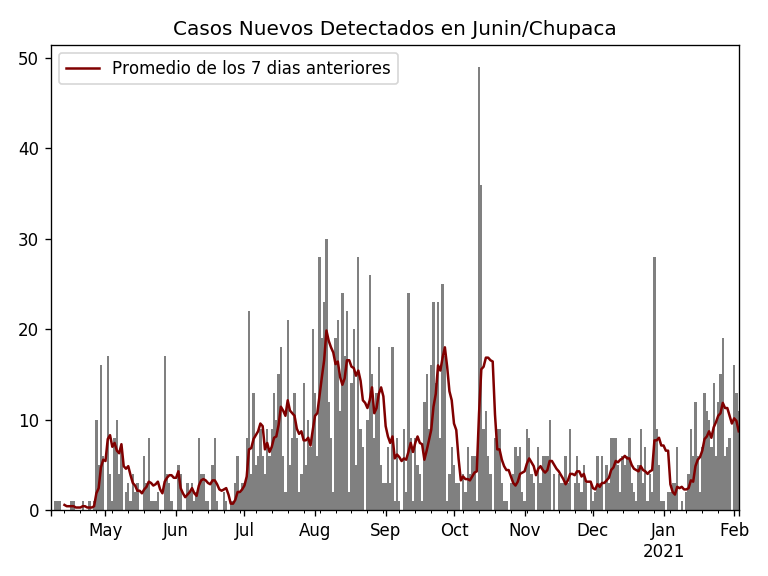 Casos Nuevos Detectados en Junin/Chupaca
Promedio de los 7 dias anteriores
50
40
30
20
10
0
May Jun Jul Aug Sep Oct Nov Dec Jan Feb
2021